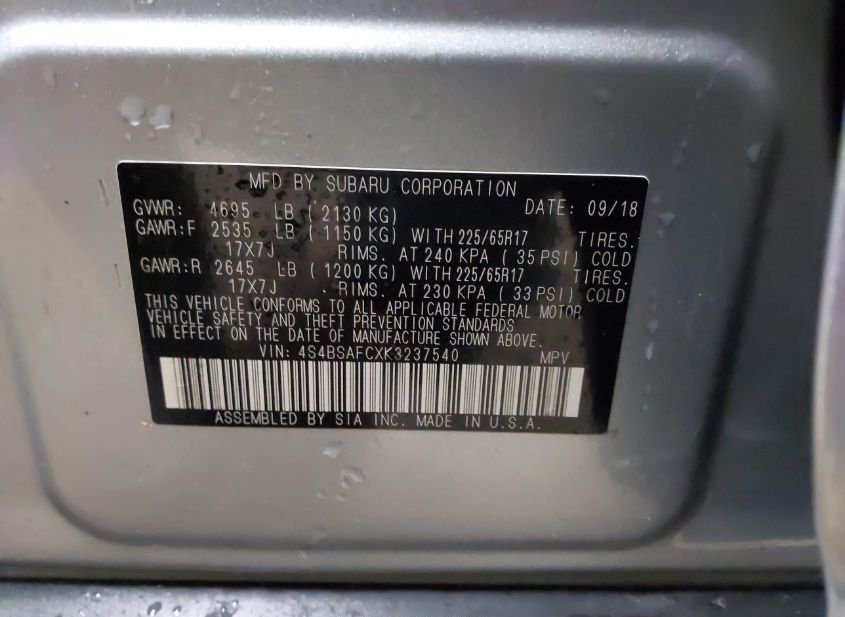 MFD BY SUBARU CORPORATION
GVWR: 4695 LB ( 2130 KG) DATE: 09/18
GAWR:F 2535 LB ( 1150 KG) WITH 225/65R17 TIRES.
17X7J RIMS. AT 240 KPA ( 35 PSI) COLD
GAWR:R 2645 LB ( 1200 KG) WITH 225/65R17 TIRES.
17X7J RIMS. AT 230 KPA ( 33 PSI) COLD
THIS VEHICLE CONFORMS TO ALL APPLICABLE FEDERAL MOTOR
VEHICLE SAFETY AND THEFT PREVENTION STANDARDS
IN EFFECT ON THE DATE OF MANUFACTURE SHOWN ABOVE.
VIN: 4S4BSAFCXK3237540 MPV
ASSEMBLED BY SIA INC. MADE IN U.S.A.